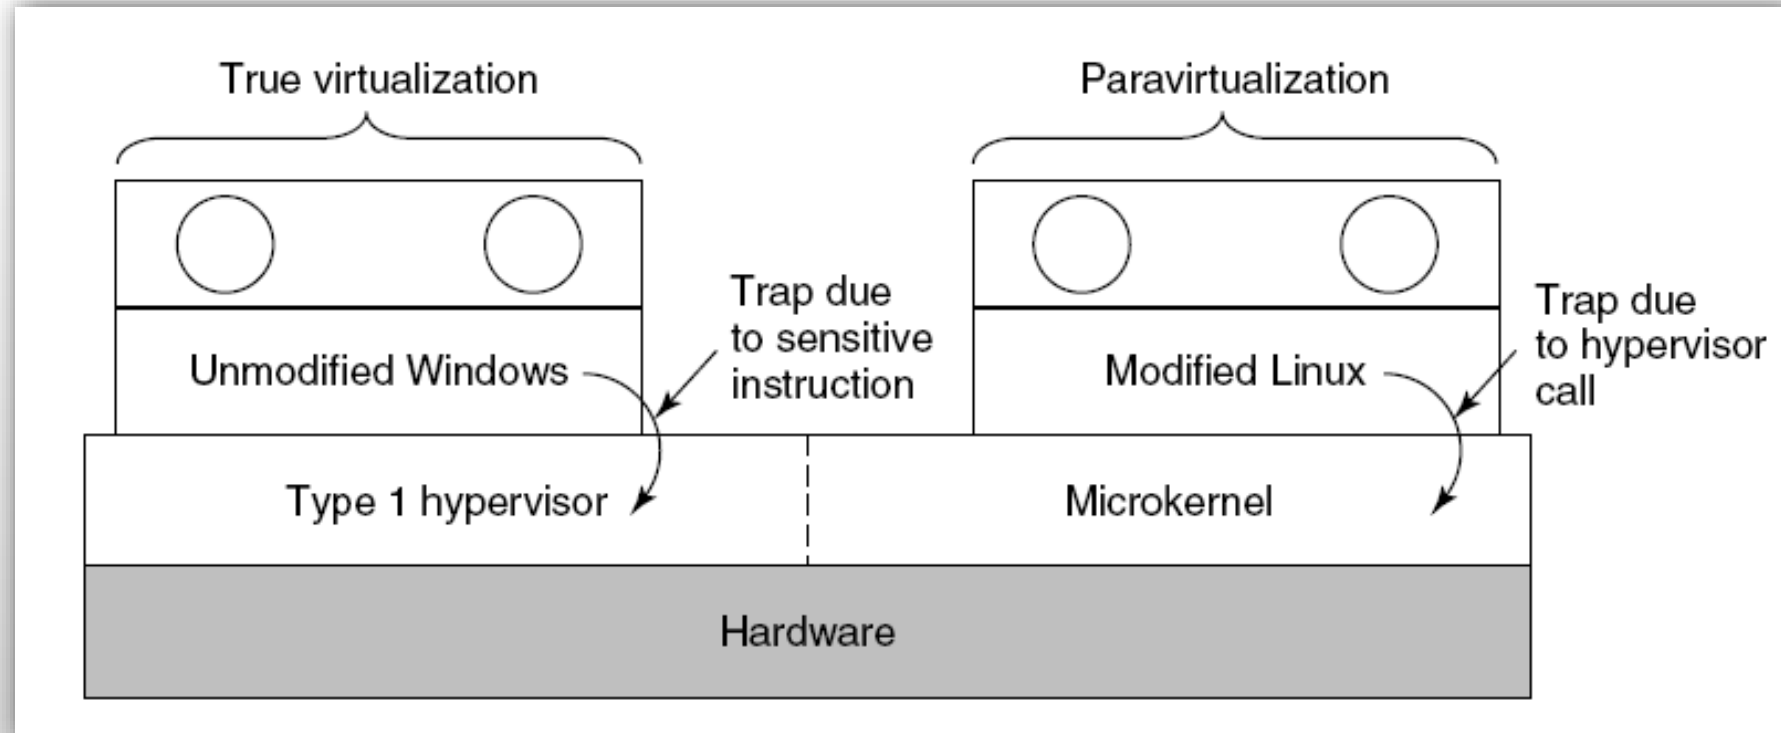 True virtualization
Paravirtualization
Trap due
to sensitive
instruction
Trap due
to hypervisor
call
Unmodified Windows
Modified Linux
Type 1 hypervisor
Microkernel
Hardware